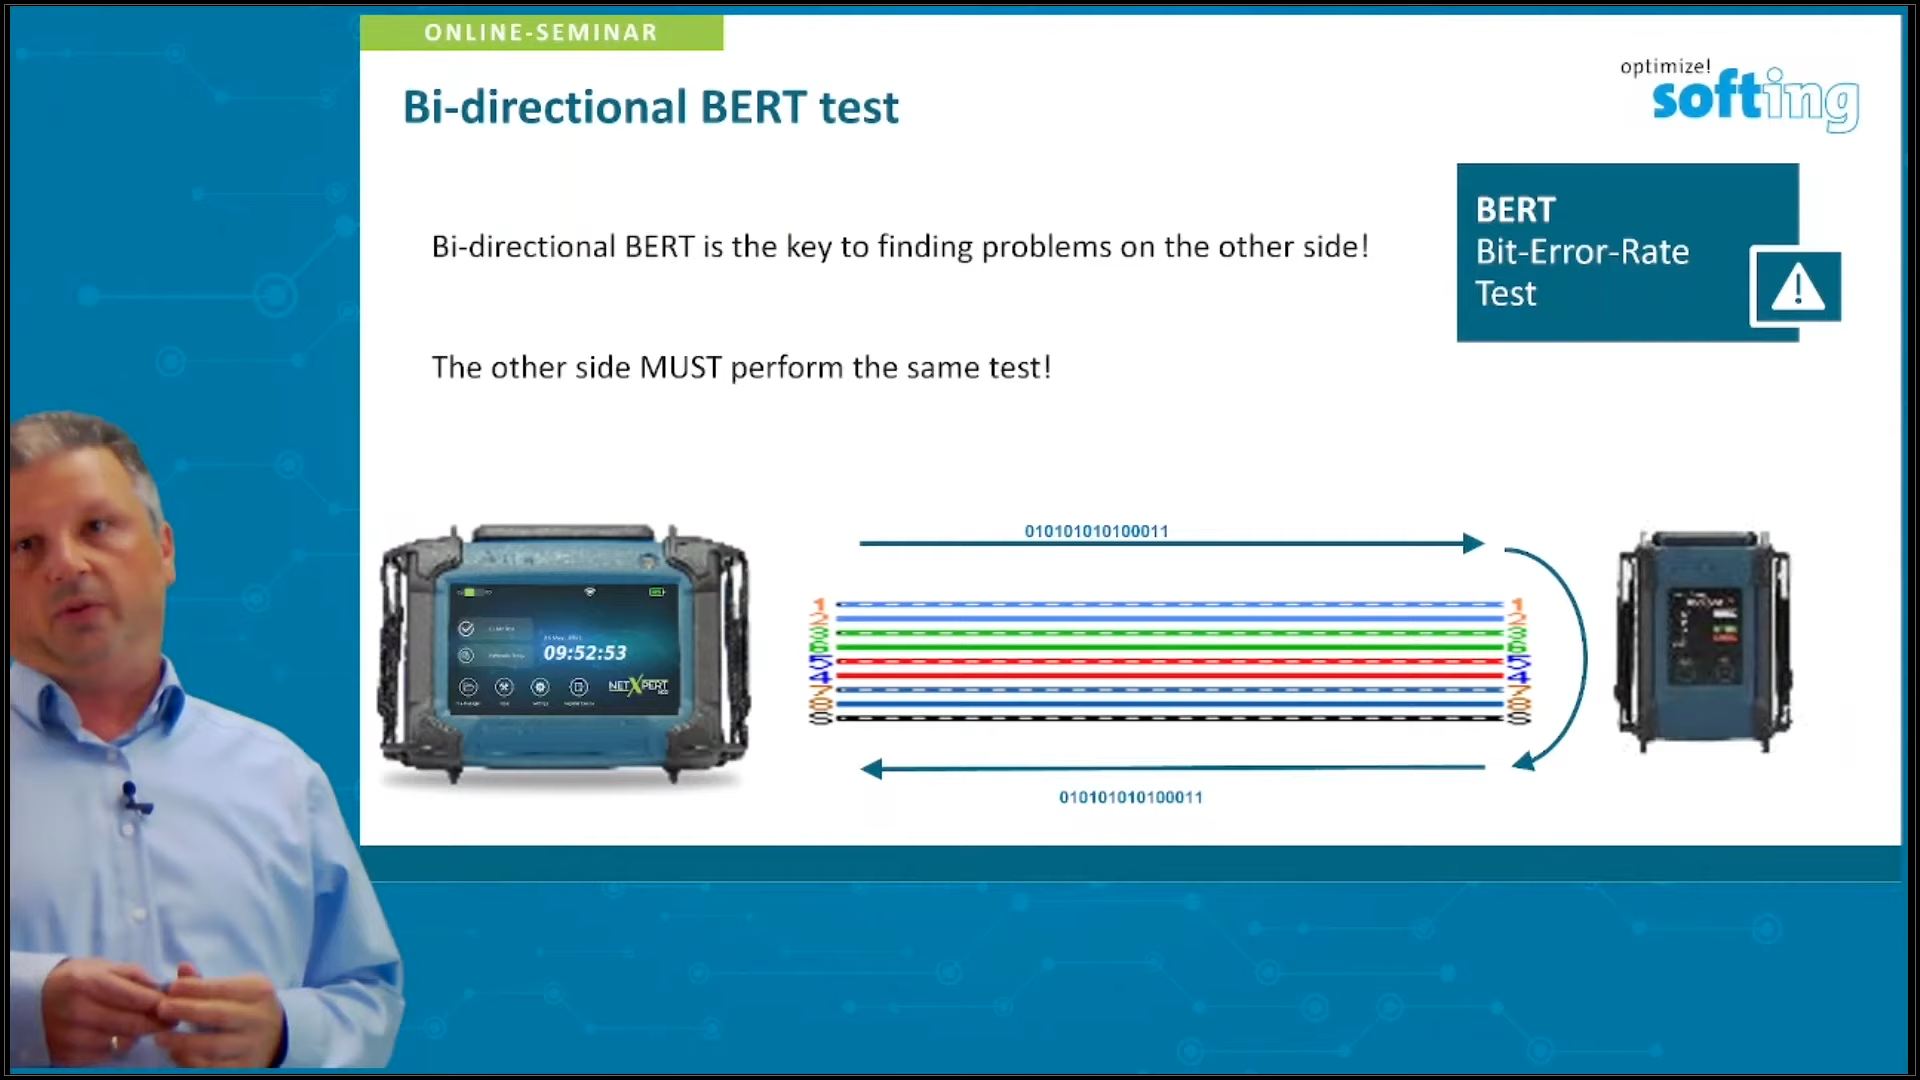 ONLINE-SEMINAR
Bi-directional BERT test
optimize!
softing
BERT
Bit-Error-Rate
Test
Bi-directional BERT is the key to finding problems on the other side!
The other side MUST perform the same test!
010101010100011
1 1
2 2
3 3
6 6
5 5
4 4
7 7
8 8
S S
09:52:53
NETXPERT
010101010100011